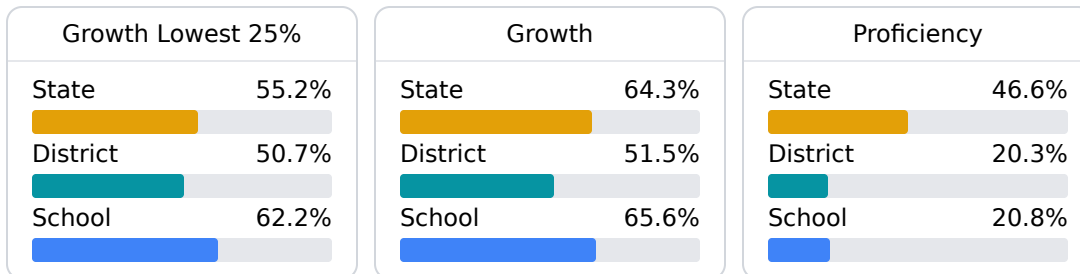 Growth Lowest 25%
State 55.2%
District 50.7%
School 62.2%
Growth
State 64.3%
District 51.5%
School 65.6%
Proficiency
State 46.6%
District 20.3%
School 20.8%